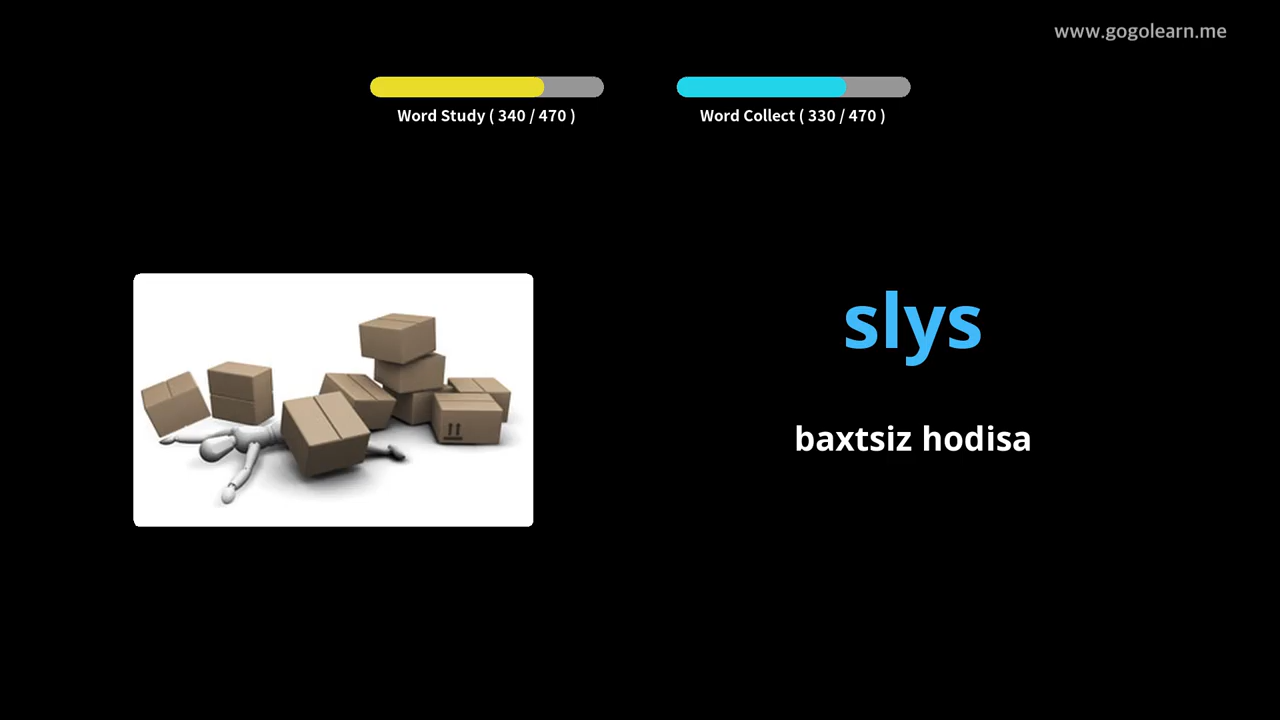 www.gogolearn.me
Word Study ( 340 / 470 )
Word Collect ( 330 / 470 )
slys
baxtsiz hodisa